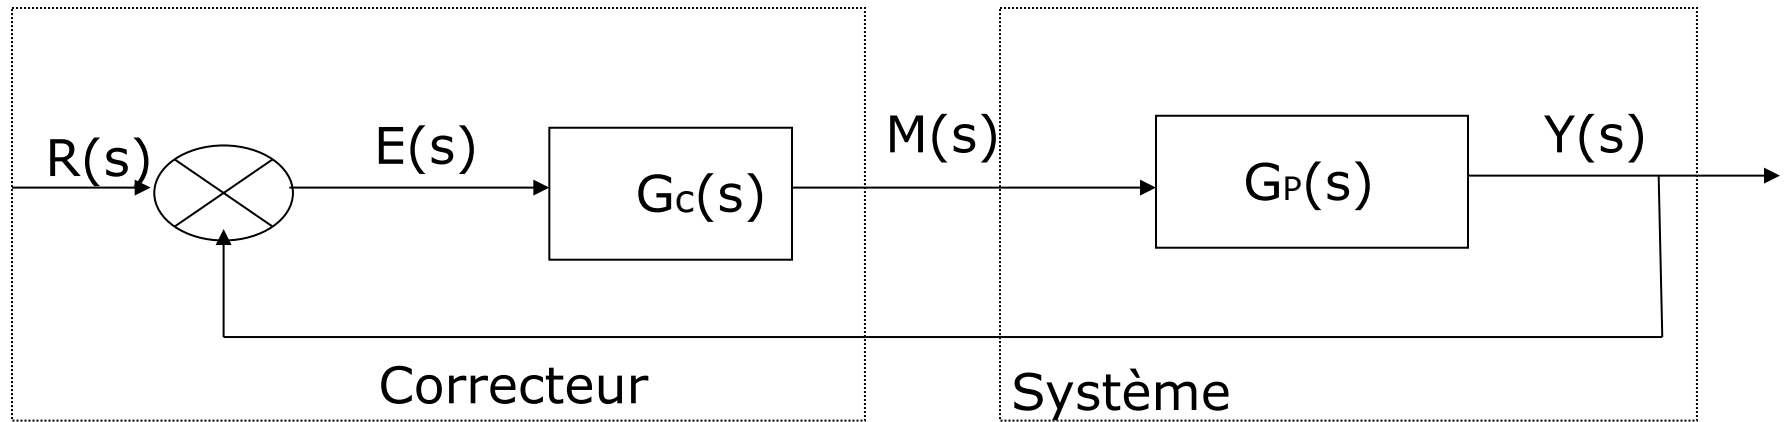 R(s)
E(s)
GC(s)
M(s)
GP(s)
Y(s)
Correcteur
Système